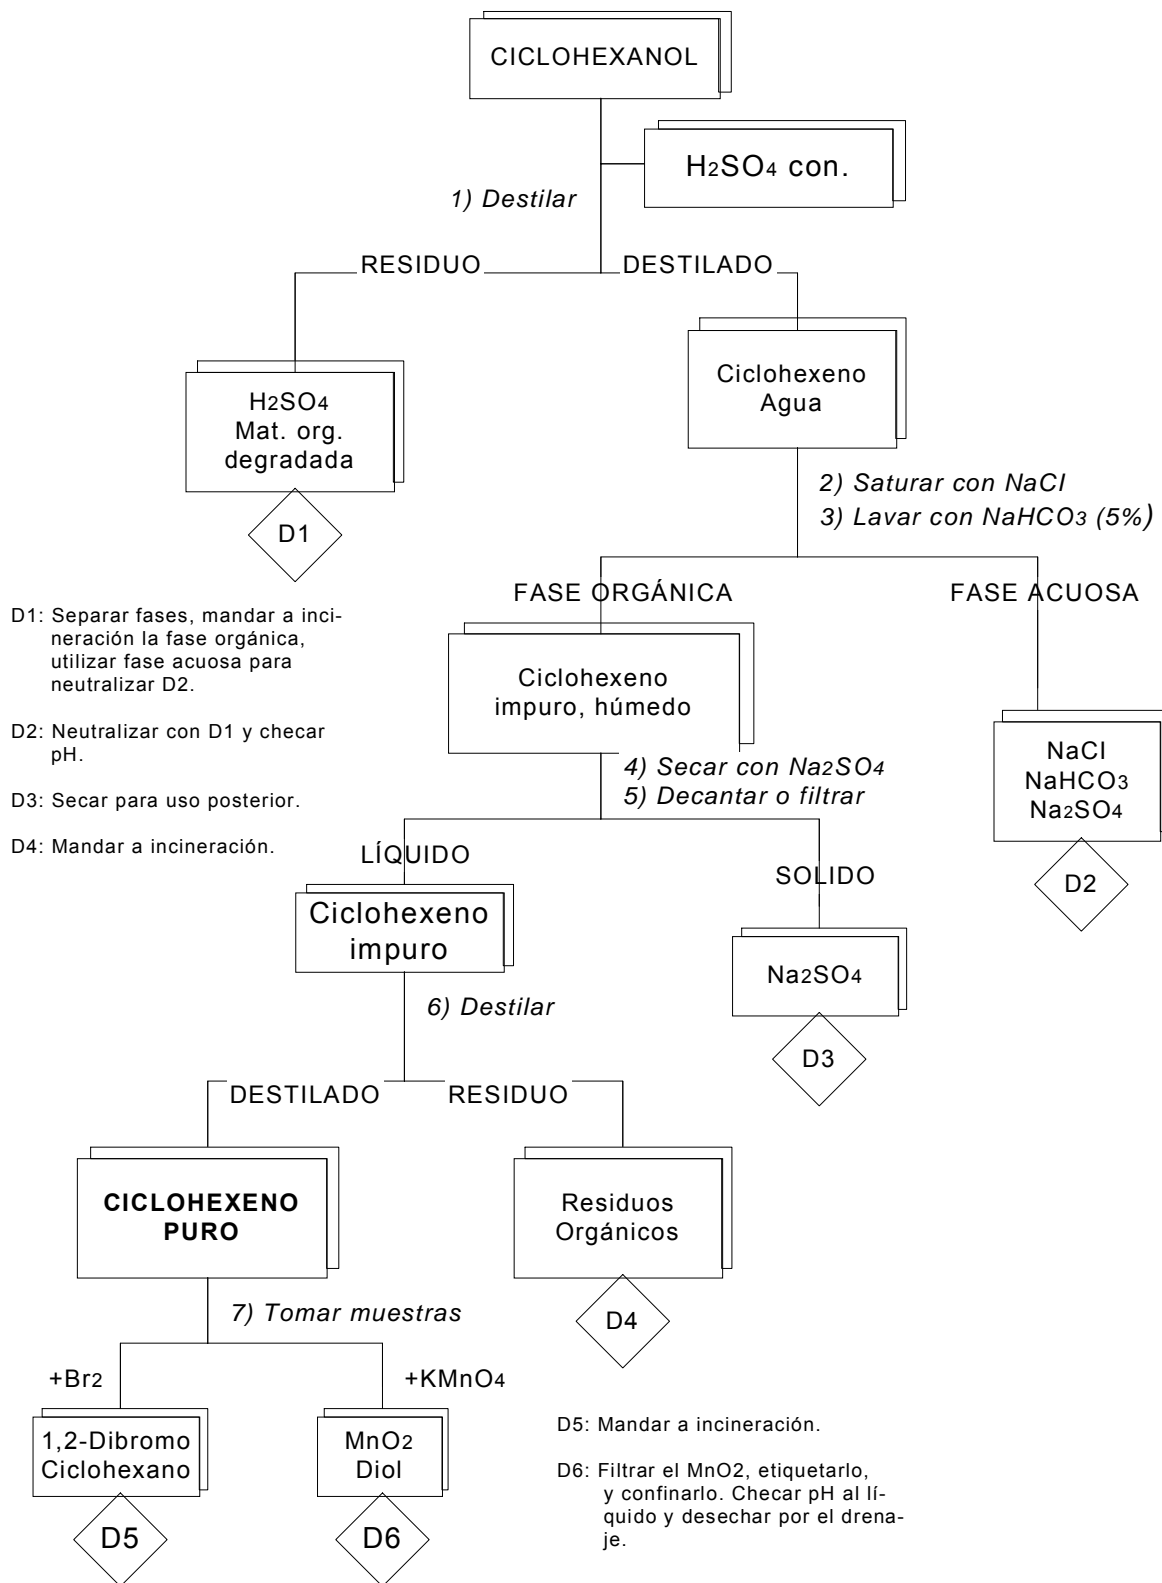 CICLOHEXANOL
H2SO4 con.
1) Destilar
RESIDUO
DESTILADO
H2SO4
Mat. org.
degradada
D1
Ciclohexeno
Agua
2) Saturar con NaCl
3) Lavar con NaHCO3 (5%)
FASE ORGÁNICA
FASE ACUOSA
D1: Separar fases, mandar a inci-
neración la fase orgánica,
utilizar fase acuosa para
neutralizar D2.
D2: Neutralizar con D1 y checar
pH.
D3: Secar para uso posterior.
D4: Mandar a incineración.
Ciclohexeno
impuro, húmedo
NaCl
NaHCO3
Na2SO4
D2
4) Secar con Na2SO4
5) Decantar o filtrar
LÍQUIDO
SOLIDO
Ciclohexeno
impuro
Na2SO4
D3
6) Destilar
DESTILADO
RESIDUO
CICLOHEXENO
PURO
Residuos
Orgánicos
D4
7) Tomar muestras
+Br2
+KMnO4
1,2-Dibromo
Ciclohexano
D5
MnO2
Diol
D6
D5: Mandar a incineración.
D6: Filtrar el MnO2, etiquetarlo,
y confinarlo. Checar pH al lí-
quido y desechar por el drena-
je.